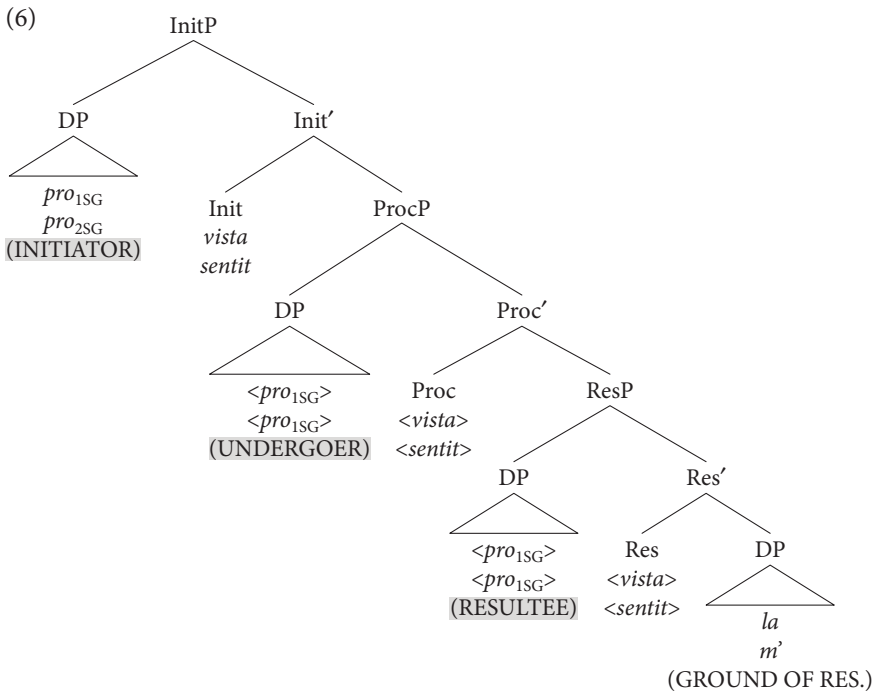 (6)
InitP
DP Init′
pro1SG
pro2SG
(INITIATOR)
Init
vista
sentit
ProcP
DP Proc′
<pro1SG>
<pro1SG>
(UNDERGOER)
Proc
<vista>
<sentit>
ResP
DP Res′
<pro1SG>
<pro1SG>
(RESULTEE)
Res
<vista>
<sentit>
DP
la
m’
(GROUND OF RES.)